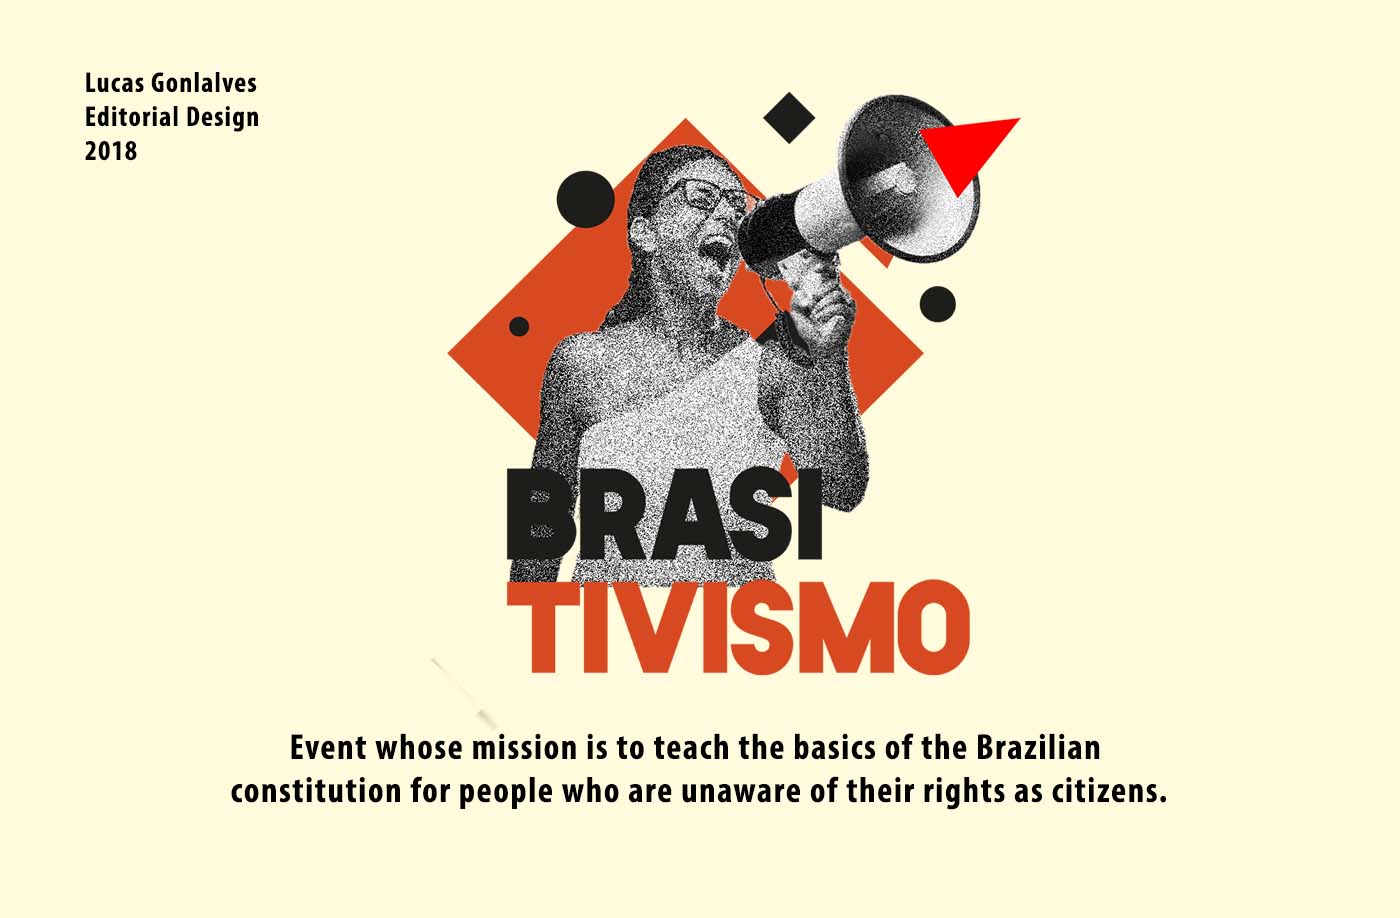 Lucas Gonlalves
Editorial Design
2018
BRASI
TIVISMO
Event whose mission is to teach the basics of the Brazilian
constitution for people who are unaware of their rights as citizens.